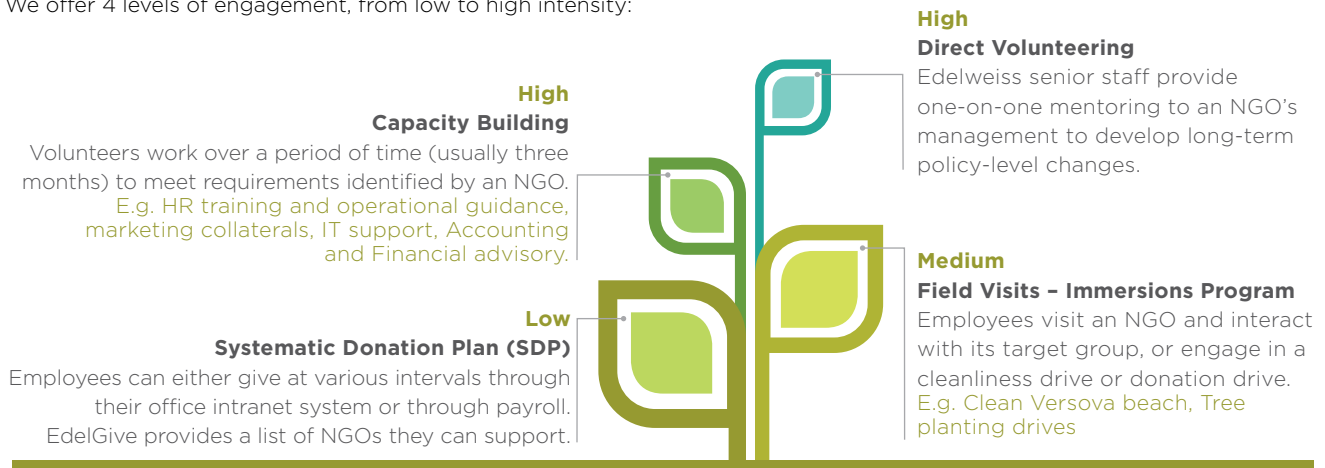 We offer 4 levels of engagement, from low to high intensity:
High
Capacity Building
Volunteers work over a period of time (usually three
months) to meet requirements identified by an NGO.
E.g. HR training and operational guidance,
marketing collaterals, IT support, Accounting
and Financial advisory.
Low
Systematic Donation Plan (SDP)
Employees can either give at various intervals through
their office intranet system or through payroll.
EdelGive provides a list of NGOs they can support.
High
Direct Volunteering
Edelweiss senior staff provide
one-on-one mentoring to an NGO’s
management to develop long-term
policy-level changes.
Medium
Field Visits – Immersions Program
Employees visit an NGO and interact
with its target group, or engage in a
cleanliness drive or donation drive.
E.g. Clean Versova beach, Tree
planting drives